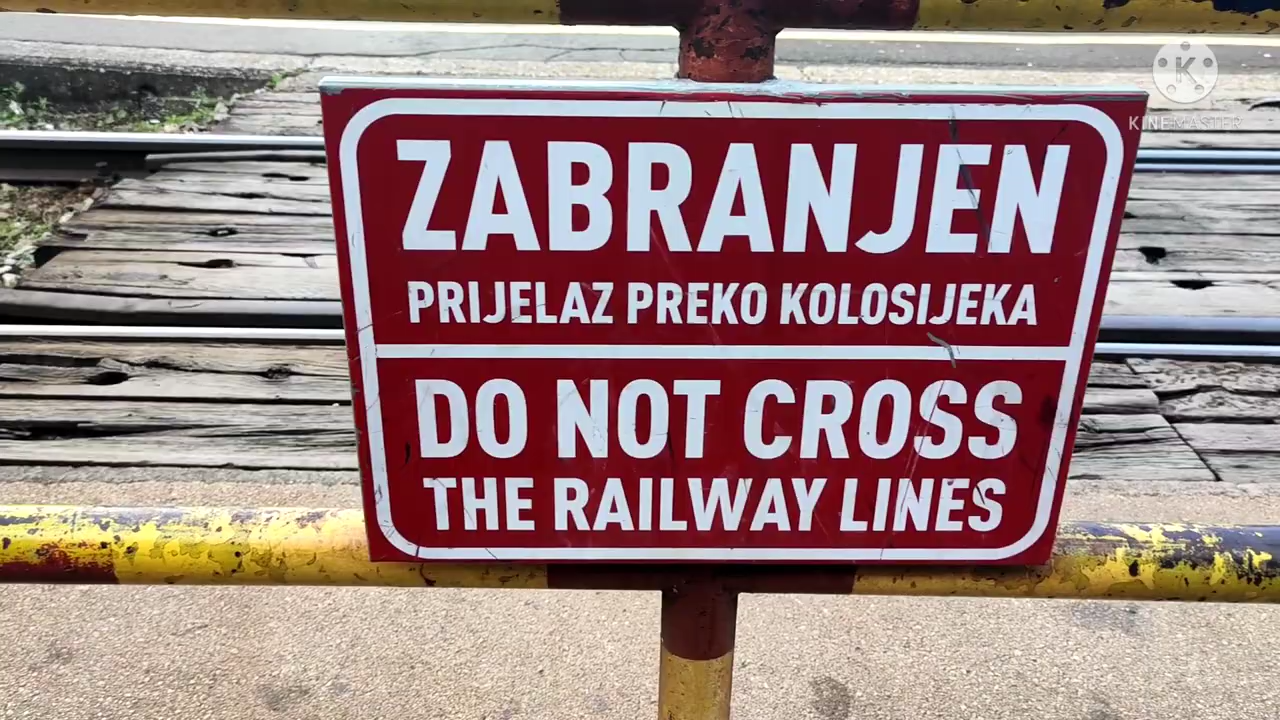 ZABRANJEN
PRIJELAZ PREKO KOLOSIJEKA
DO NOT CROSS
THE RAILWAY LINES
K
KINEMASTER